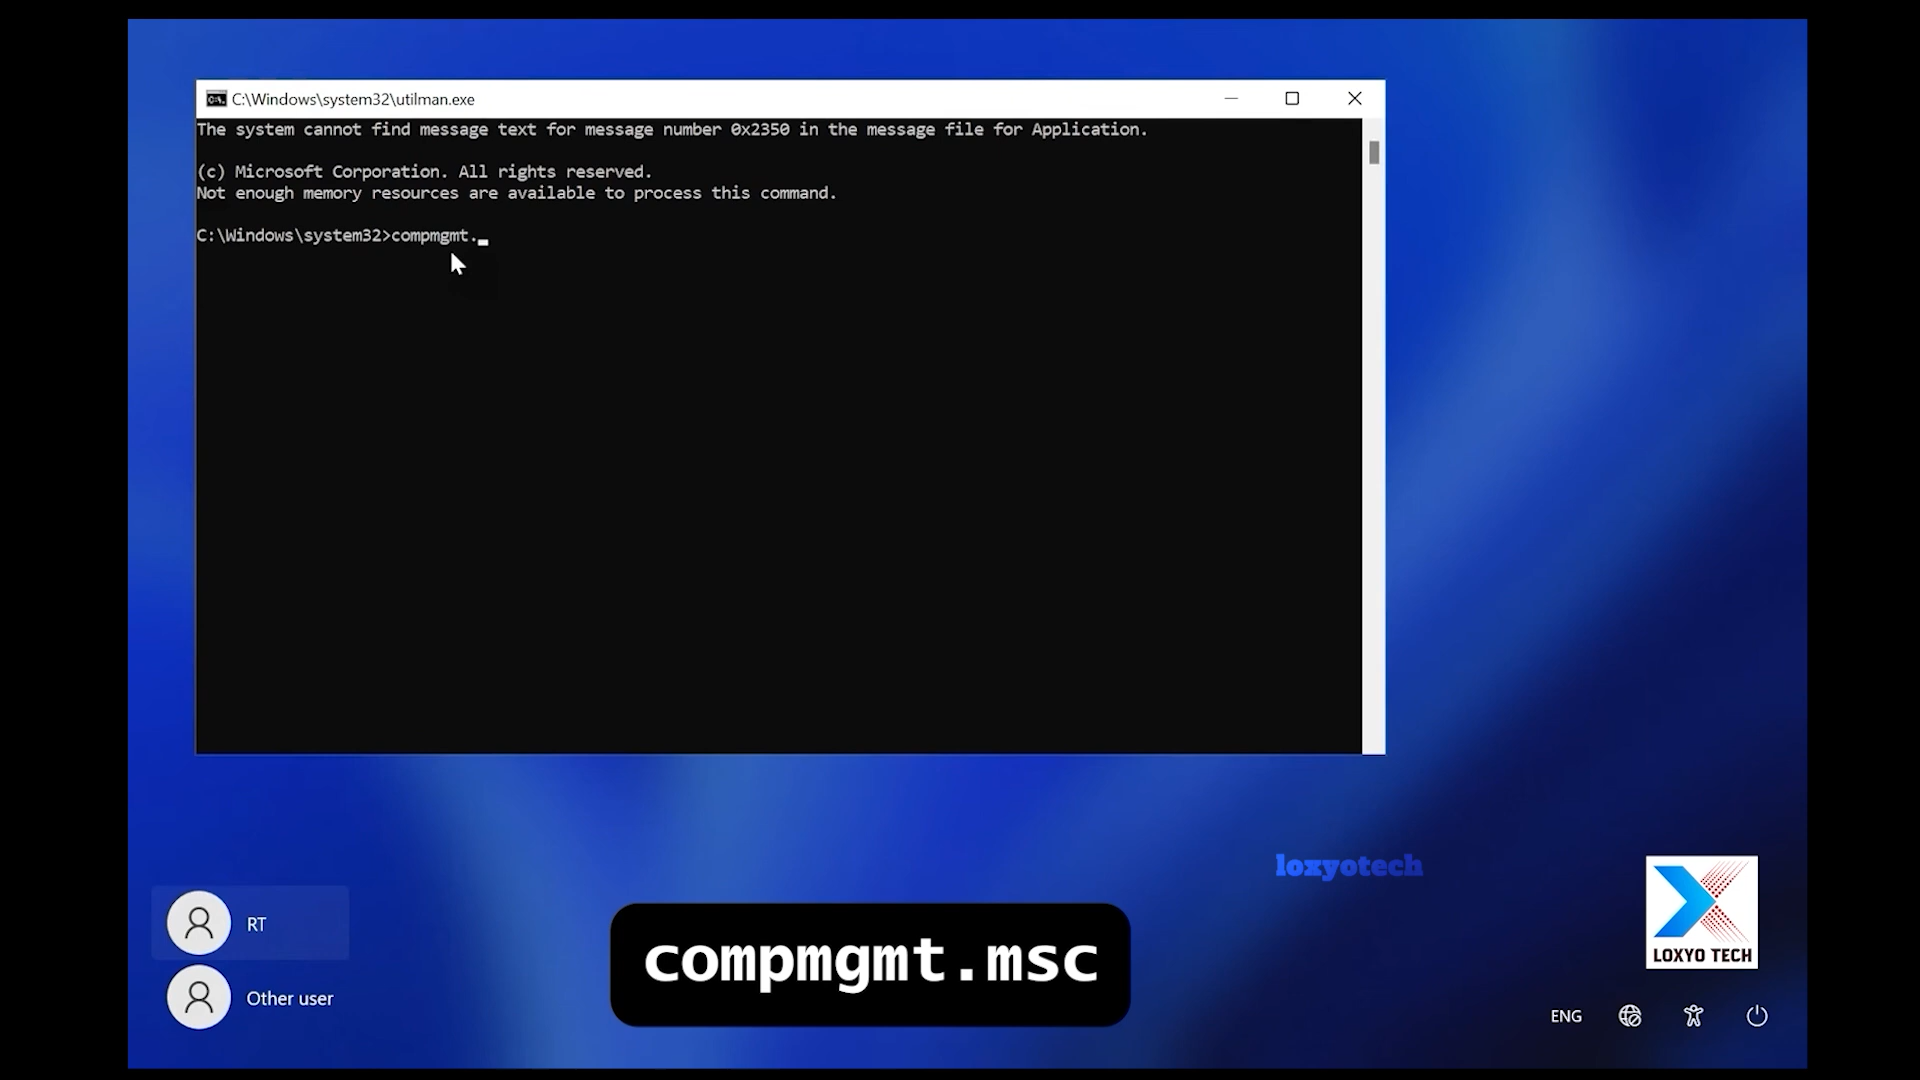 C:\Windows\system32\utilman.exe
The system cannot find message text for message number 0x2350 in the message file for Application.
(c) Microsoft Corporation. All rights reserved.
Not enough memory resources are available to process this command.
C:\Windows\system32>compmgmt.
loxyotech
LOXYO TECH
RT
Other user
compmgmt.msc
ENG